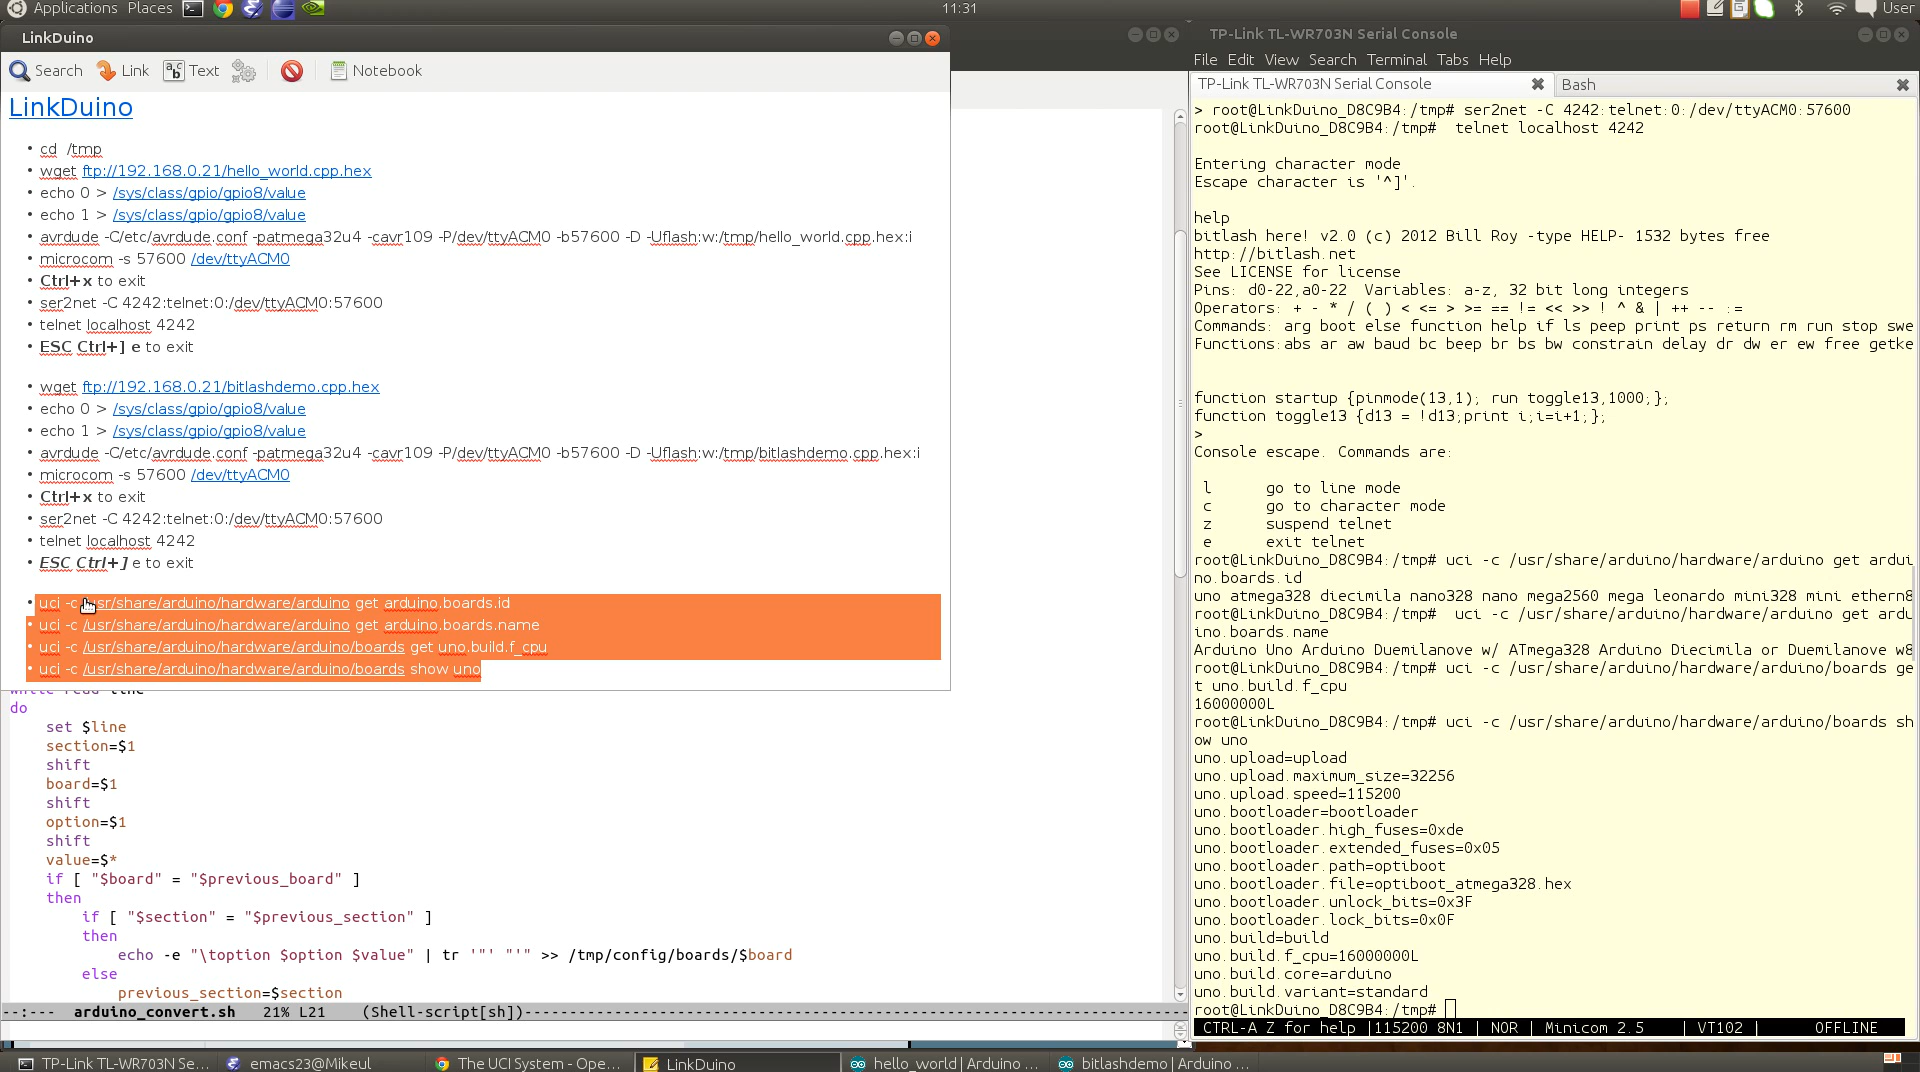 Applications Places
11:31
User
LinkDuino
Search Link Text Notebook
LinkDuino
• cd /tmp
• wget ftp://192.168.0.21/hello_world.cpp.hex
• echo 0 > /sys/class/gpio/gpio8/value
• echo 1 > /sys/class/gpio/gpio8/value
• avrdude -C/etc/avrdude.conf -patmega32u4 -cavr109 -P/dev/ttyACM0 -b57600 -D -Uflash:w:/tmp/hello_world.cpp.hex:i
• microcom -s 57600 /dev/ttyACM0
• Ctrl+x to exit
• ser2net -C 4242:telnet:0:/dev/ttyACM0:57600
• telnet localhost 4242
• ESC Ctrl+] e to exit
• wget ftp://192.168.0.21/bitlashdemo.cpp.hex
• echo 0 > /sys/class/gpio/gpio8/value
• echo 1 > /sys/class/gpio/gpio8/value
• avrdude -C/etc/avrdude.conf -patmega32u4 -cavr109 -P/dev/ttyACM0 -b57600 -D -Uflash:w:/tmp/bitlashdemo.cpp.hex:i
• microcom -s 57600 /dev/ttyACM0
• Ctrl+x to exit
• ser2net -C 4242:telnet:0:/dev/ttyACM0:57600
• telnet localhost 4242
• ESC Ctrl+] e to exit
• uci -c /usr/share/arduino/hardware/arduino get arduino.boards.id
• uci -c /usr/share/arduino/hardware/arduino get arduino.boards.name
• uci -c /usr/share/arduino/hardware/arduino/boards get uno.build.f_cpu
• uci -c /usr/share/arduino/hardware/arduino/boards show uno
while read line
do
set $line
section=$1
shift
board=$1
shift
option=$1
shift
value=$*
if [ "$board" = "$previous_board" ]
then
if [ "$section" = "$previous_section" ]
then
echo -e "\toption $option $value" | tr '"' "'" >> /tmp/config/boards/$board
else
previous_section=$section
--:--- arduino_convert.sh 21% L21 (Shell-script[sh])
TP-Link TL-WR703N Serial Console
File Edit View Search Terminal Tabs Help
TP-Link TL-WR703N Serial Console
Bash
> root@LinkDuino_D8C9B4:/tmp# ser2net -C 4242:telnet:0:/dev/ttyACM0:57600
root@LinkDuino_D8C9B4:/tmp#  telnet localhost 4242
Entering character mode
Escape character is '^]'.
help
bitlash here! v2.0 (c) 2012 Bill Roy -type HELP- 1532 bytes free
http://bitlash.net
See LICENSE for license
Pins: d0-22,a0-22  Variables: a-z, 32 bit long integers
Operators: + - * / ( ) < <= > >= == != << >> ! ^ & | ++ -- :=
Commands: arg boot else function help if ls peep print ps return rm run stop swe
Functions:abs ar aw baud bc beep br bs bw constrain delay dr dw er ew free getke
function startup {pinmode(13,1); run toggle13,1000;};
function toggle13 {d13 = !d13;print i;i=i+1;};
>
Console escape. Commands are:
l go to line mode
c go to character mode
z suspend telnet
e exit telnet
root@LinkDuino_D8C9B4:/tmp# uci -c /usr/share/arduino/hardware/arduino get ardui
no.boards.id
uno atmega328 diecimila nano328 nano mega2560 mega leonardo mini328 mini ethern8
root@LinkDuino_D8C9B4:/tmp#  uci -c /usr/share/arduino/hardware/arduino get ardu
ino.boards.name
Arduino Uno Arduino Duemilanove w/ ATmega328 Arduino Diecimila or Duemilanove w8
root@LinkDuino_D8C9B4:/tmp# uci -c /usr/share/arduino/hardware/arduino/boards ge
t uno.build.f_cpu
16000000L
root@LinkDuino_D8C9B4:/tmp# uci -c /usr/share/arduino/hardware/arduino/boards sh
ow uno
uno.upload=upload
uno.upload.maximum_size=32256
uno.upload.speed=115200
uno.bootloader=bootloader
uno.bootloader.high_fuses=0xde
uno.bootloader.extended_fuses=0x05
uno.bootloader.path=optiboot
uno.bootloader.file=optiboot_atmega328.hex
uno.bootloader.unlock_bits=0x3F
uno.bootloader.lock_bits=0x0F
uno.build=build
uno.build.f_cpu=16000000L
uno.build.core=arduino
uno.build.variant=standard
root@LinkDuino_D8C9B4:/tmp#
CTRL-A Z for help |115200 8N1 | NOR | Minicom 2.5 | VT102 | OFFLINE
TP-Link TL-WR703N Se... emacs23@Mikeul The UCI System - Ope... LinkDuino hello_world | Arduino ... bitlashdemo | Arduino ...